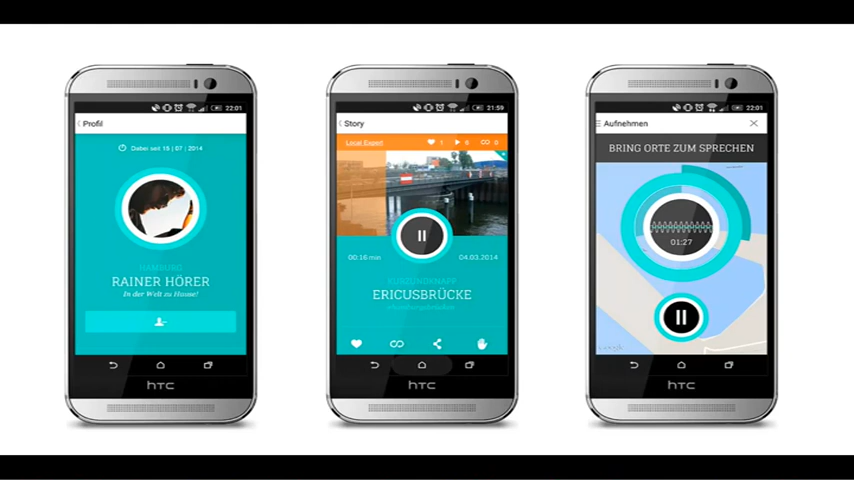 22:01
Profil
Dabei seit 15 | 07 | 2014
HAMBURG
RAINER HÖRER
In der Welt zu Hause!
hTC
21:59
Story
Local Expert
1
6
0
00:16 min
04.03.2014
KURZUNDKNAPP
ERICUSBRÜCKE
hTC
22:01
Aufnehmen
BRING ORTE ZUM SPRECHEN
01:27
Google
hTC